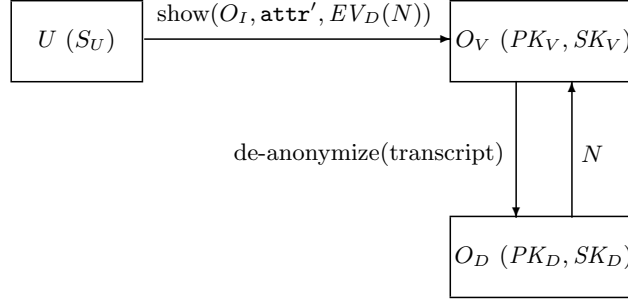 U (S_U)
show(O_I, attr′, EV_D(N))
O_V (PK_V, SK_V)
de-anonymize(transcript)
N
O_D (PK_D, SK_D)